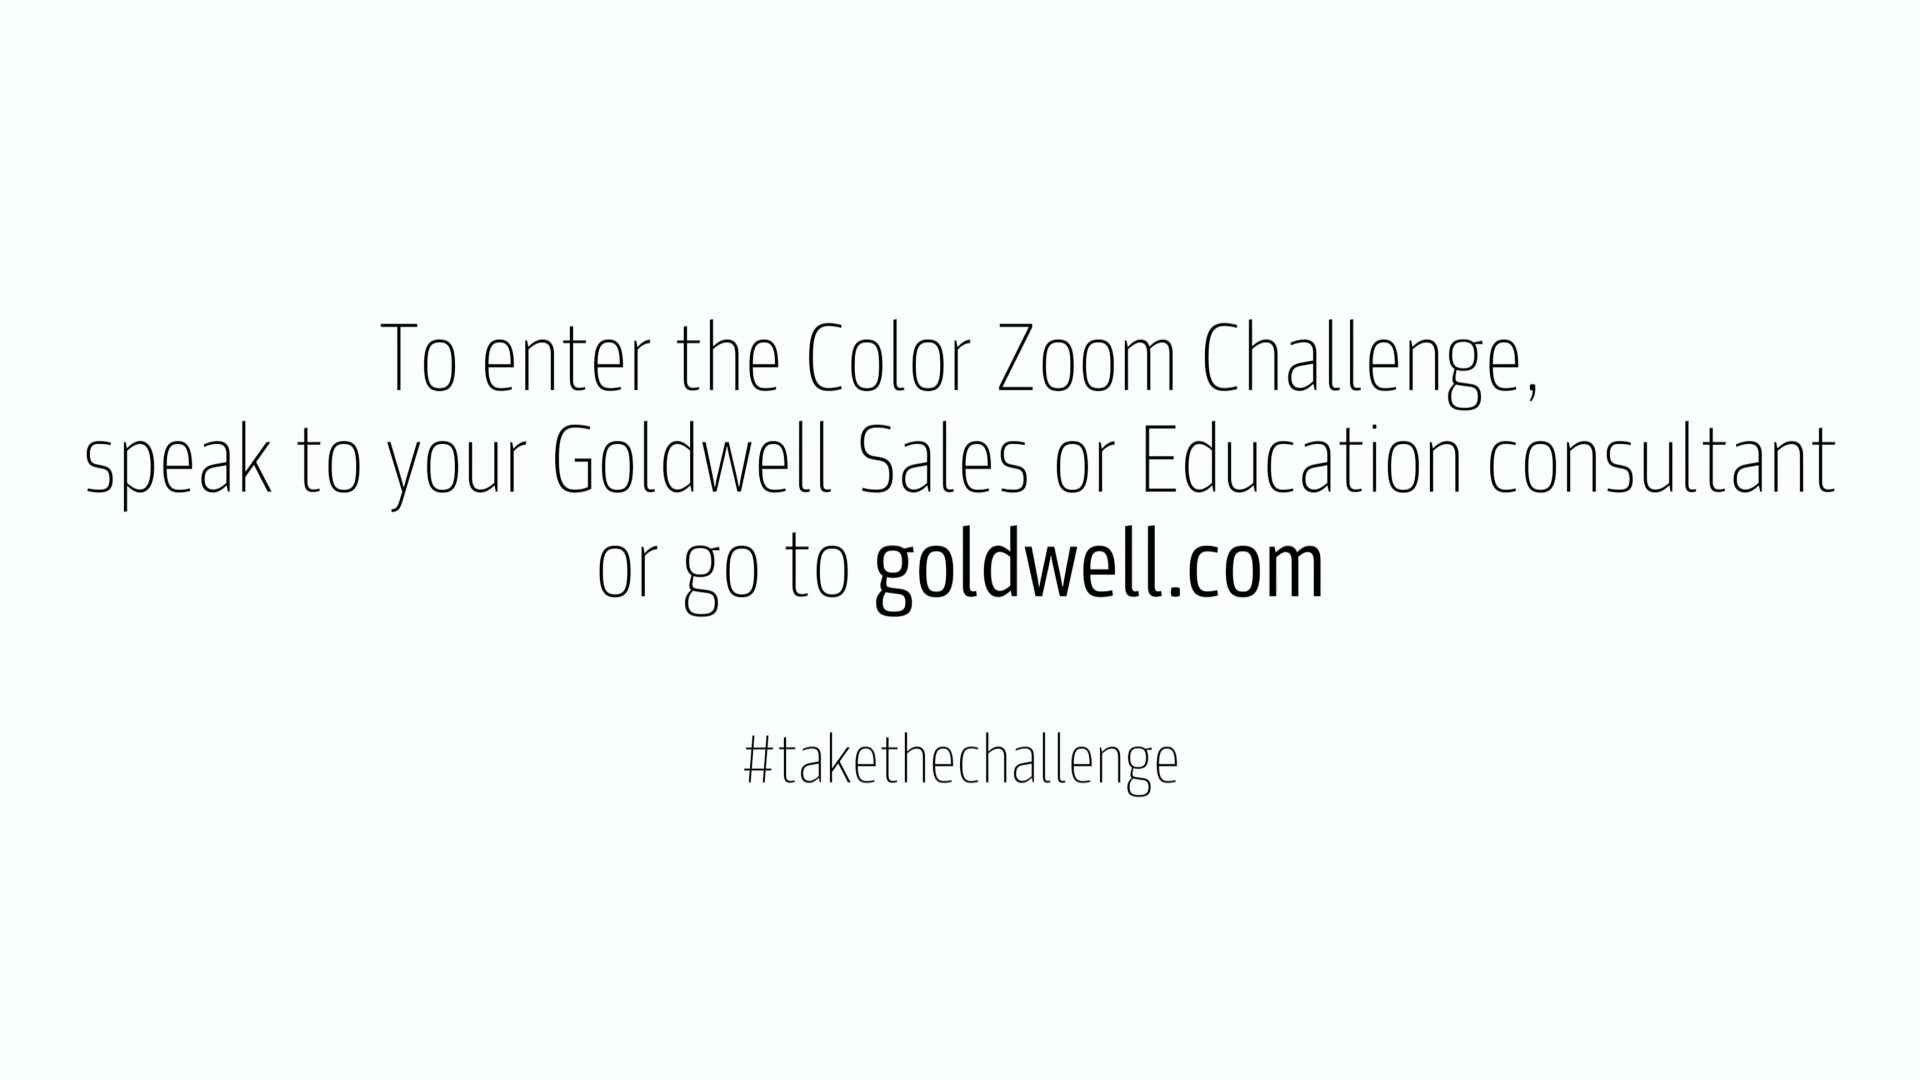 To enter the Color Zoom Challenge,
speak to your Goldwell Sales or Education consultant
or go to goldwell.com
#takethechallenge